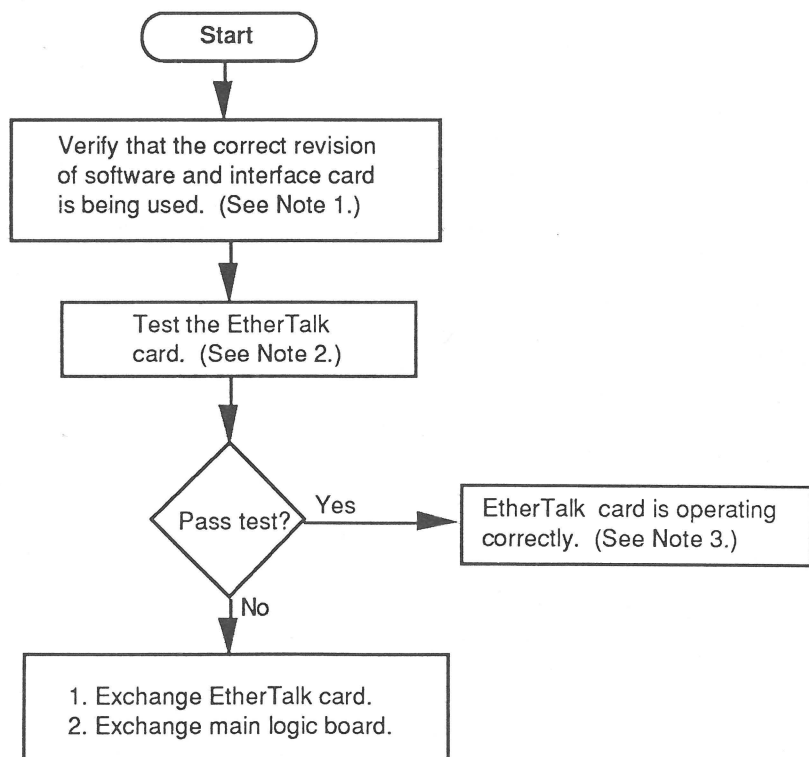 Start
Verify that the correct revision
of software and interface card
is being used. (See Note 1.)
Test the EtherTalk
card. (See Note 2.)
Pass test?
Yes
EtherTalk card is operating
correctly. (See Note 3.)
No
1. Exchange EtherTalk card.
2. Exchange main logic board.